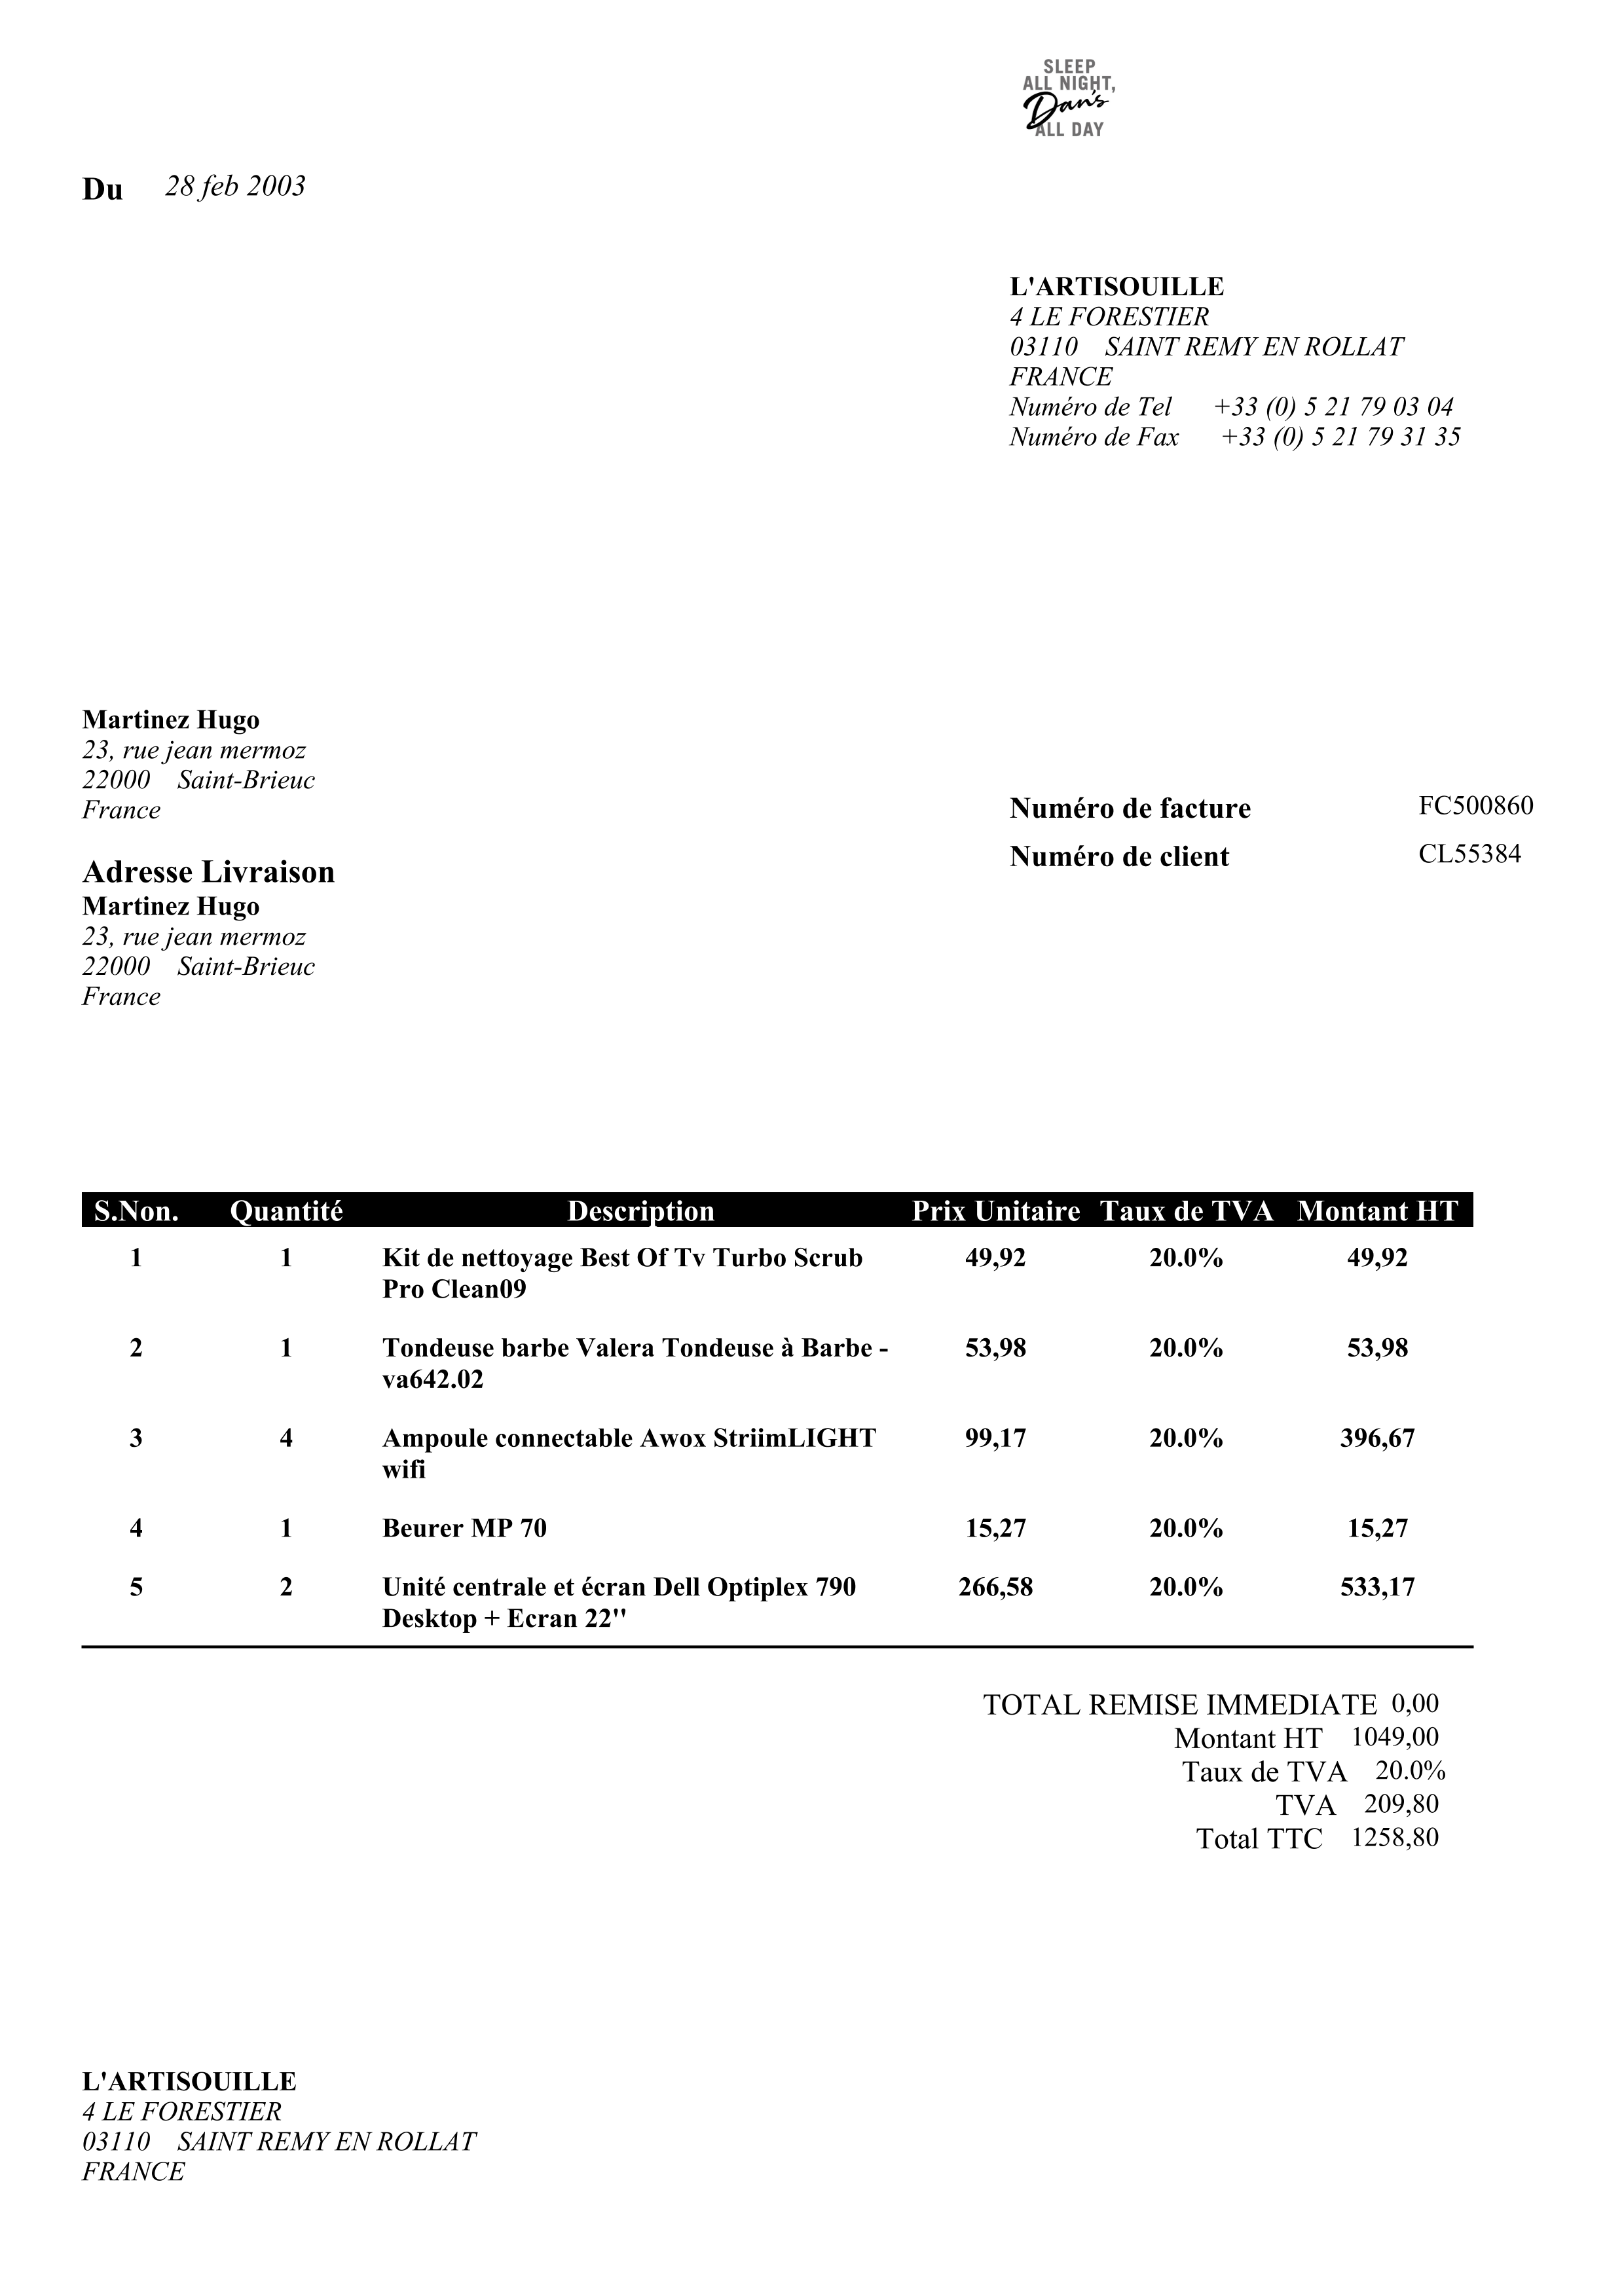 SLEEP
ALL NIGHT,
Dan's
ALL DAY
Du 28 feb 2003
L'ARTISOUILLE
4 LE FORESTIER
03110 SAINT REMY EN ROLLAT
FRANCE
Numéro de Tel +33 (0) 5 21 79 03 04
Numéro de Fax +33 (0) 5 21 79 31 35
Martinez Hugo
23, rue jean mermoz
22000 Saint-Brieuc
France
Numéro de facture FC500860
Numéro de client CL55384
Adresse Livraison
Martinez Hugo
23, rue jean mermoz
22000 Saint-Brieuc
France
S.Non. Quantité Description Prix Unitaire Taux de TVA Montant HT
1 1 Kit de nettoyage Best Of Tv Turbo Scrub 49,92 20.0% 49,92
Pro Clean09
2 1 Tondeuse barbe Valera Tondeuse à Barbe - 53,98 20.0% 53,98
va642.02
3 4 Ampoule connectable Awox StriimLIGHT 99,17 20.0% 396,67
wifi
4 1 Beurer MP 70 15,27 20.0% 15,27
5 2 Unité centrale et écran Dell Optiplex 790 266,58 20.0% 533,17
Desktop + Ecran 22''
TOTAL REMISE IMMEDIATE 0,00
Montant HT 1049,00
Taux de TVA 20.0%
TVA 209,80
Total TTC 1258,80
L'ARTISOUILLE
4 LE FORESTIER
03110 SAINT REMY EN ROLLAT
FRANCE